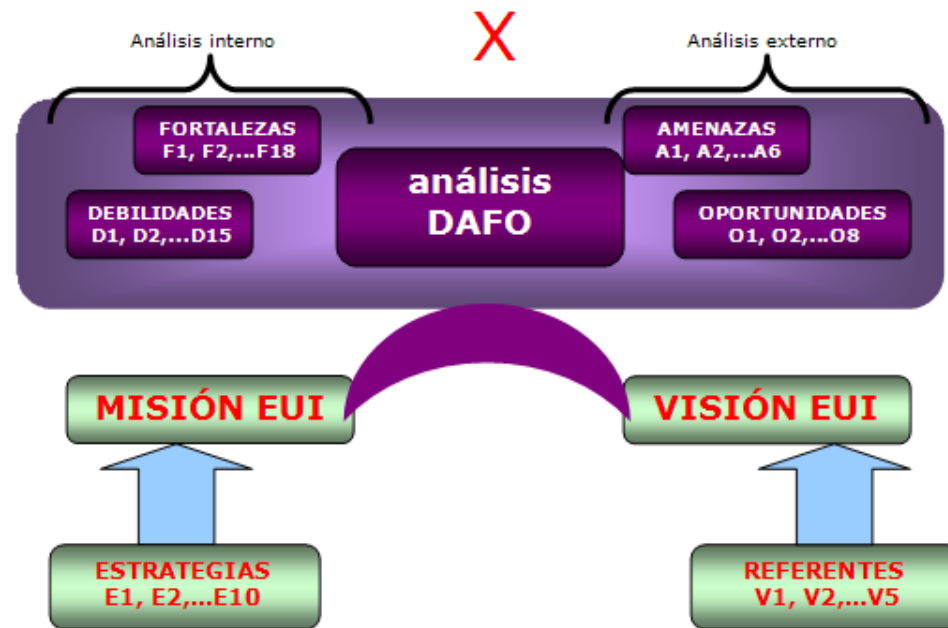 X
Análisis interno
Análisis externo
FORTALEZAS
F1, F2,...F18
AMENAZAS
A1, A2,...A6
análisis
DAFO
DEBILIDADES
D1, D2,...D15
OPORTUNIDADES
O1, O2,...O8
MISIÓN EUI
VISIÓN EUI
ESTRATEGIAS
E1, E2,...E10
REFERENTES
V1, V2,...V5